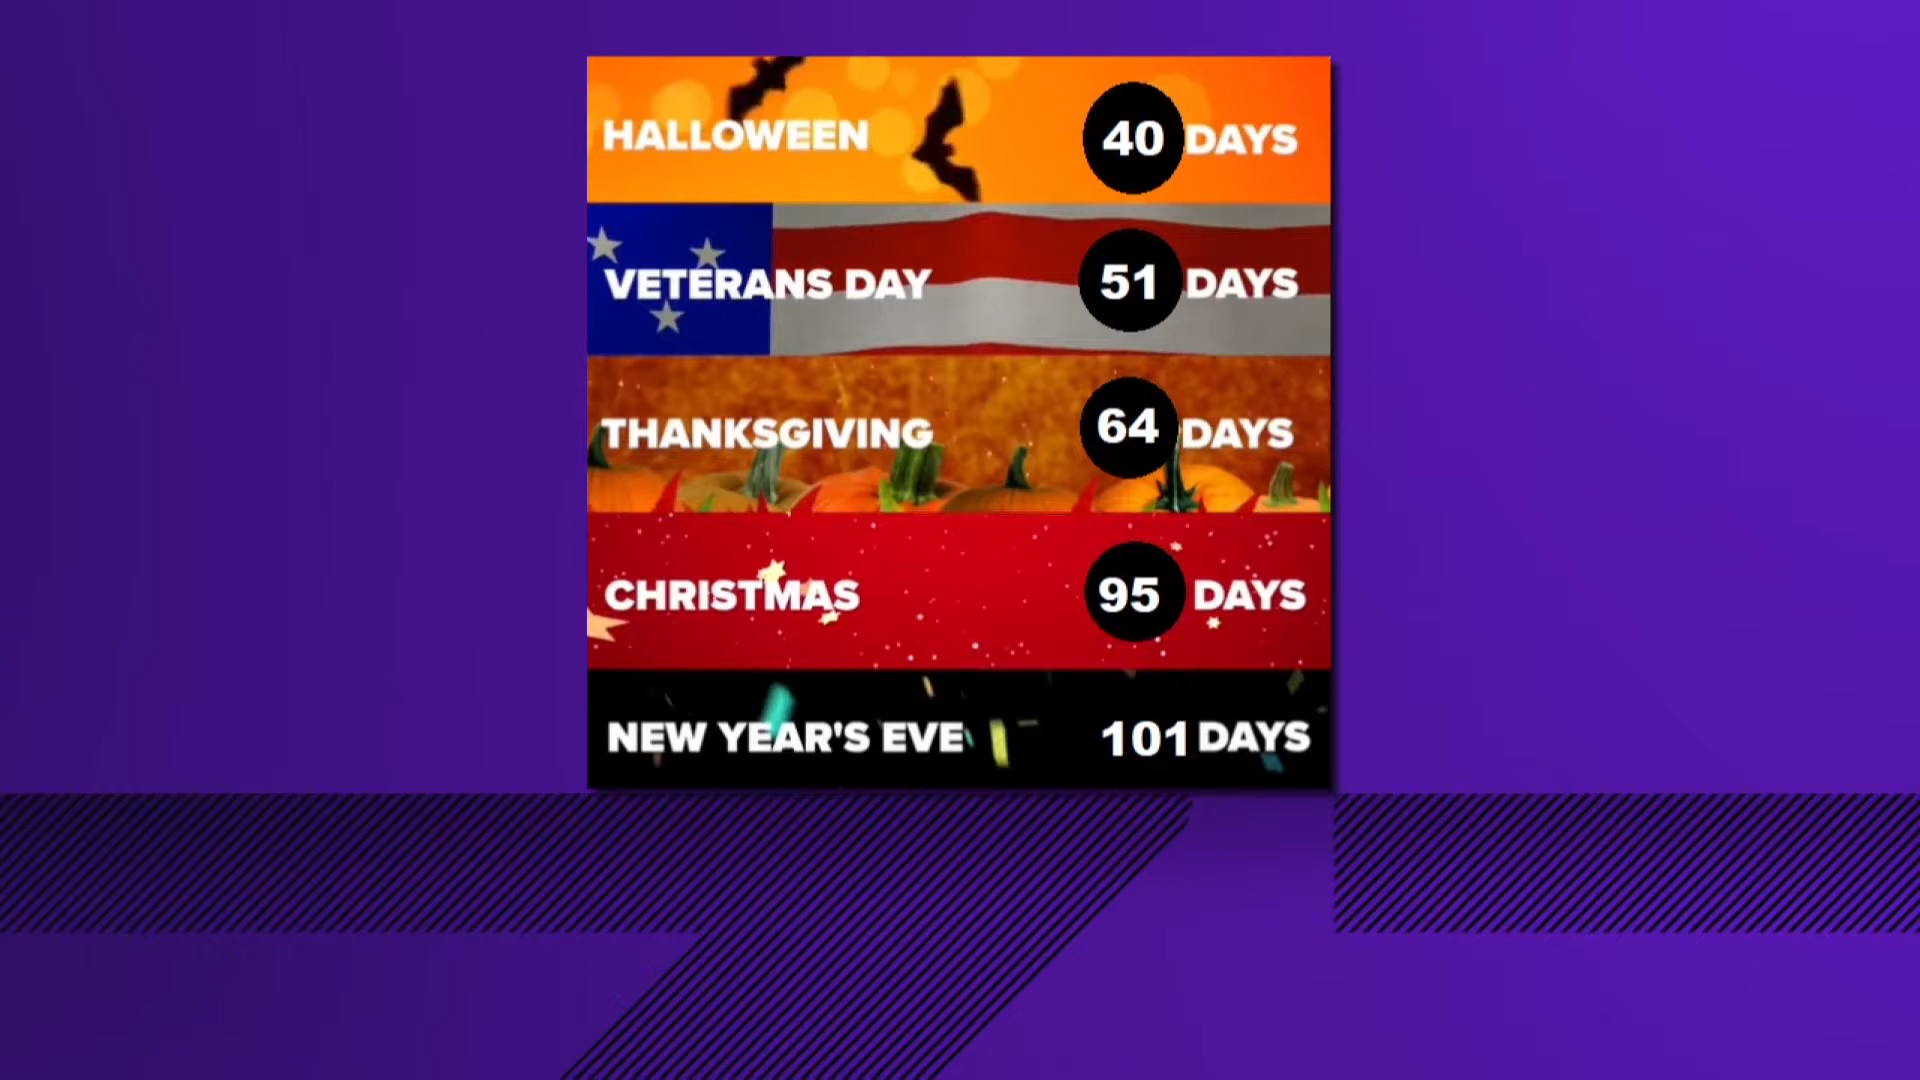 HALLOWEEN 40 DAYS
VETERANS DAY 51 DAYS
THANKSGIVING 64 DAYS
CHRISTMAS 95 DAYS
NEW YEAR'S EVE 101 DAYS